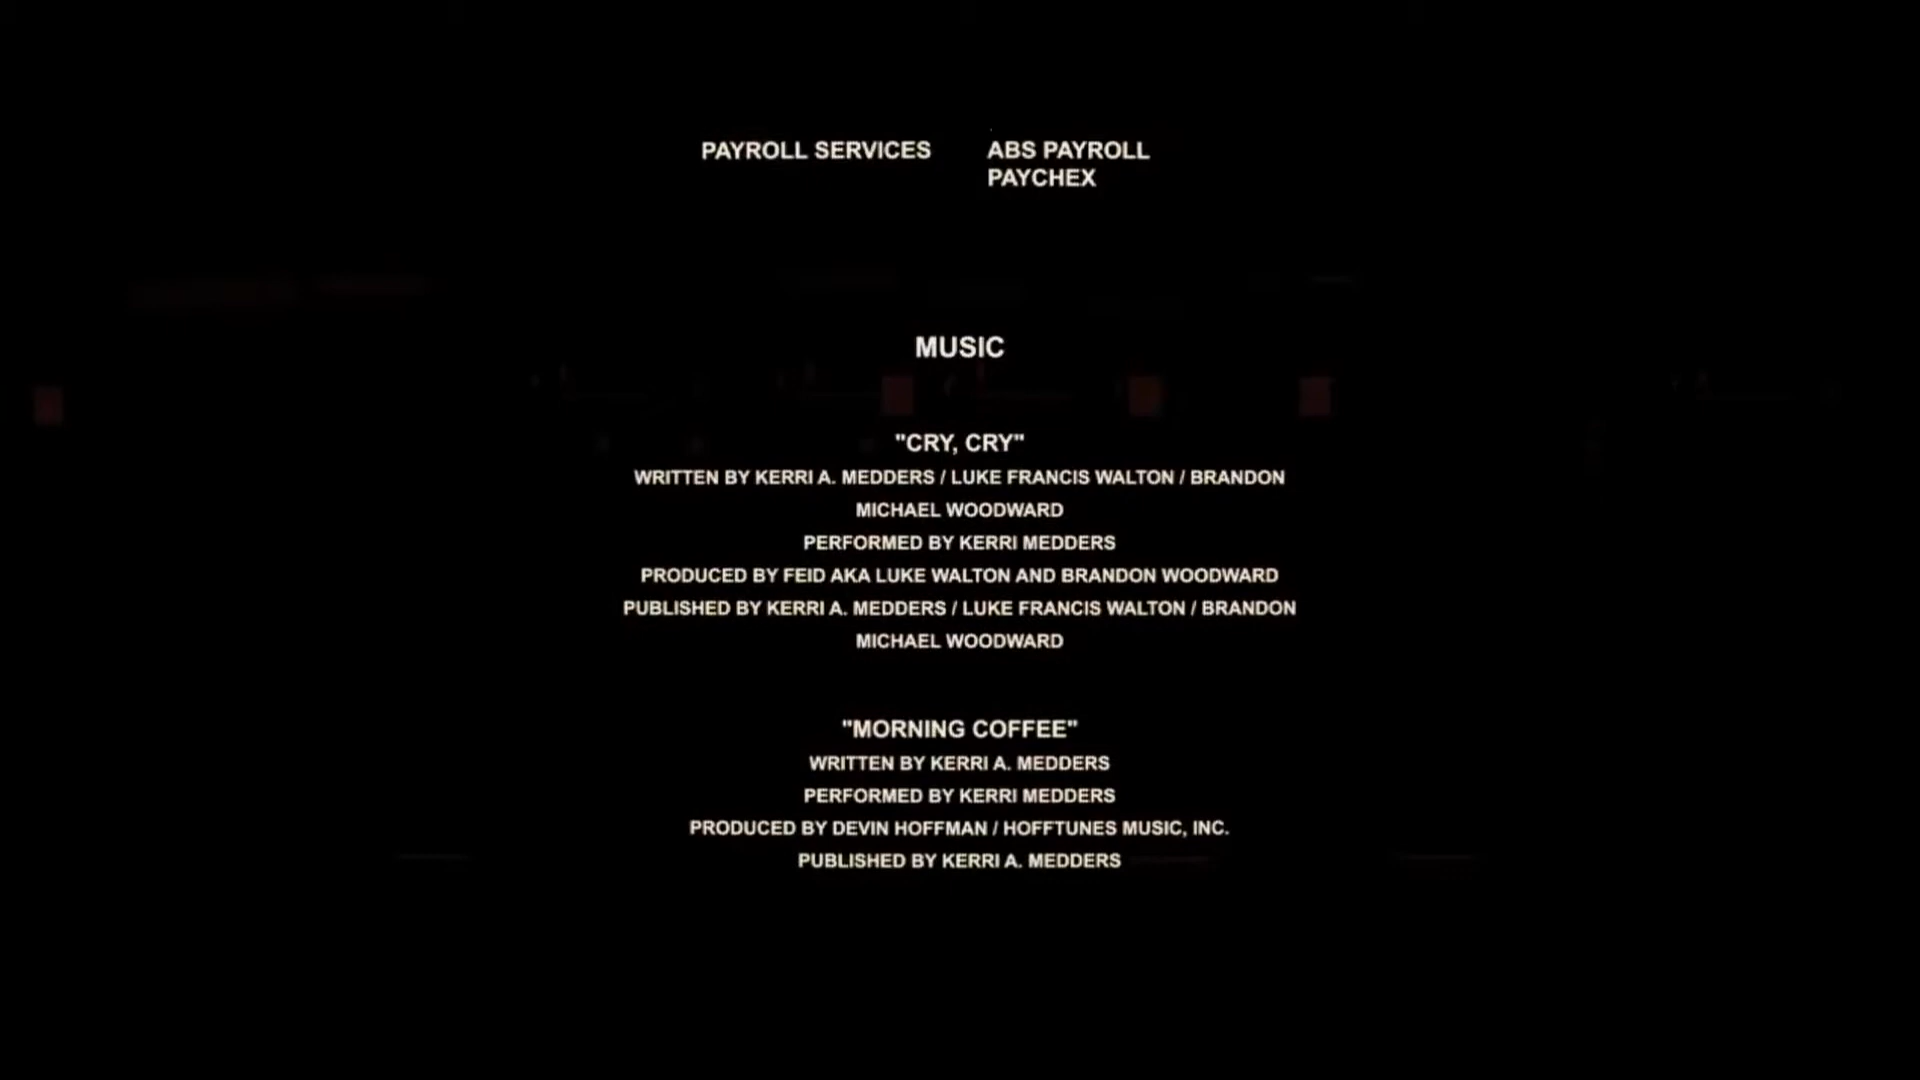 PAYROLL SERVICES ABS PAYROLL
PAYCHEX
MUSIC
"CRY, CRY"
WRITTEN BY KERRI A. MEDDERS / LUKE FRANCIS WALTON / BRANDON
MICHAEL WOODWARD
PERFORMED BY KERRI MEDDERS
PRODUCED BY FEID AKA LUKE WALTON AND BRANDON WOODWARD
PUBLISHED BY KERRI A. MEDDERS / LUKE FRANCIS WALTON / BRANDON
MICHAEL WOODWARD
"MORNING COFFEE"
WRITTEN BY KERRI A. MEDDERS
PERFORMED BY KERRI MEDDERS
PRODUCED BY DEVIN HOFFMAN / HOFFTUNES MUSIC, INC.
PUBLISHED BY KERRI A. MEDDERS